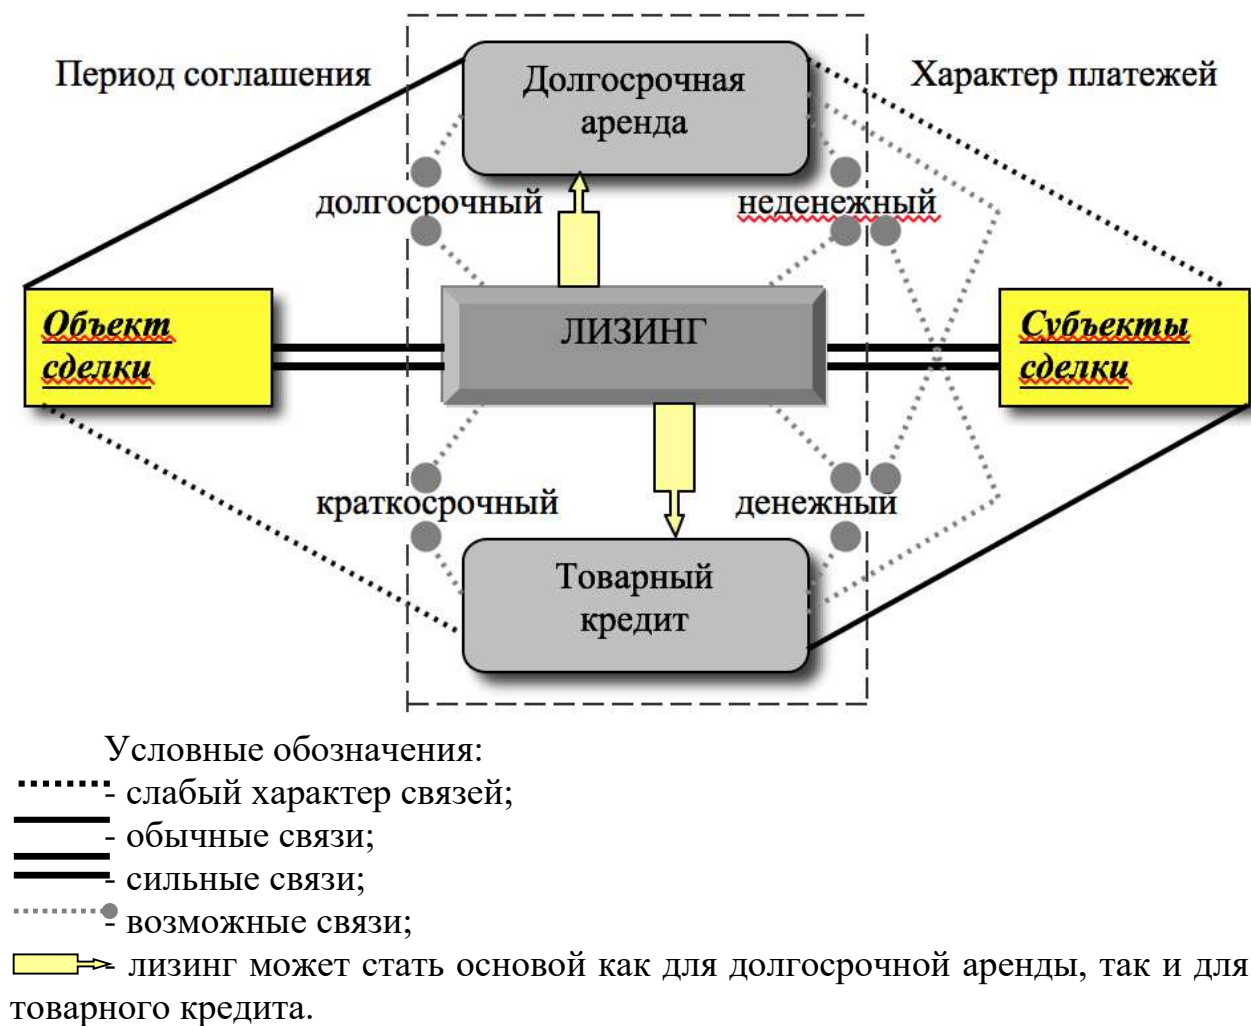 Период соглашения
Характер платежей
Долгосрочная
аренда
долгосрочный
неденежный
Объект
сделки
ЛИЗИНГ
Субъекты
сделки
краткосрочный
денежный
Товарный
кредит
Условные обозначения:
- слабый характер связей;
- обычные связи;
- сильные связи;
- возможные связи;
- лизинг может стать основой как для долгосрочной аренды, так и для
товарного кредита.